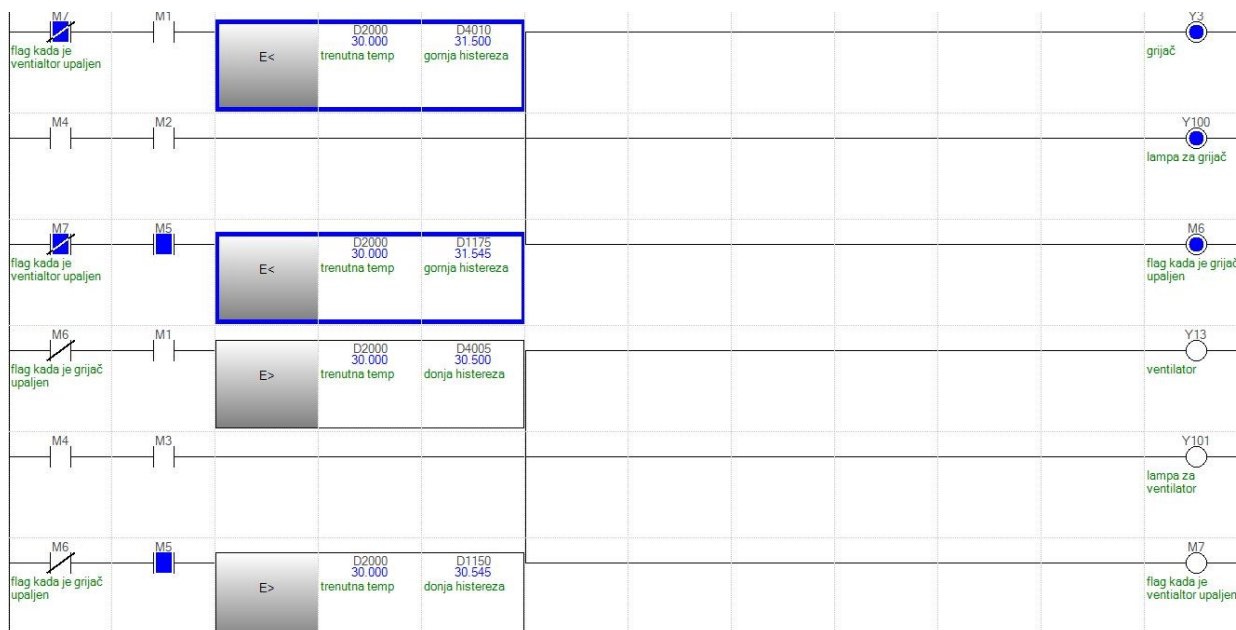 M7 M1 D2000 D4010 Y3
30.000 31.500
flag kada je
ventialtor upaljen
E<
trenutna temp gornja histereza
grijač
M4 M2 Y100
lampa za grijač
M7 M5 D2000 D1175 M6
30.000 31.545
flag kada je
ventialtor upaljen
E<
trenutna temp gornja histereza
flag kada je grijač
upaljen
M6 M1 D2000 D4005 Y13
30.000 30.500
flag kada je grijač
upaljen
E>
trenutna temp donja histereza
ventilator
M4 M3 Y101
lampa za
ventilator
M6 M5 D2000 D1150 M7
30.000 30.545
flag kada je grijač
upaljen
E>
trenutna temp donja histereza
flag kada je
ventialtor upaljen